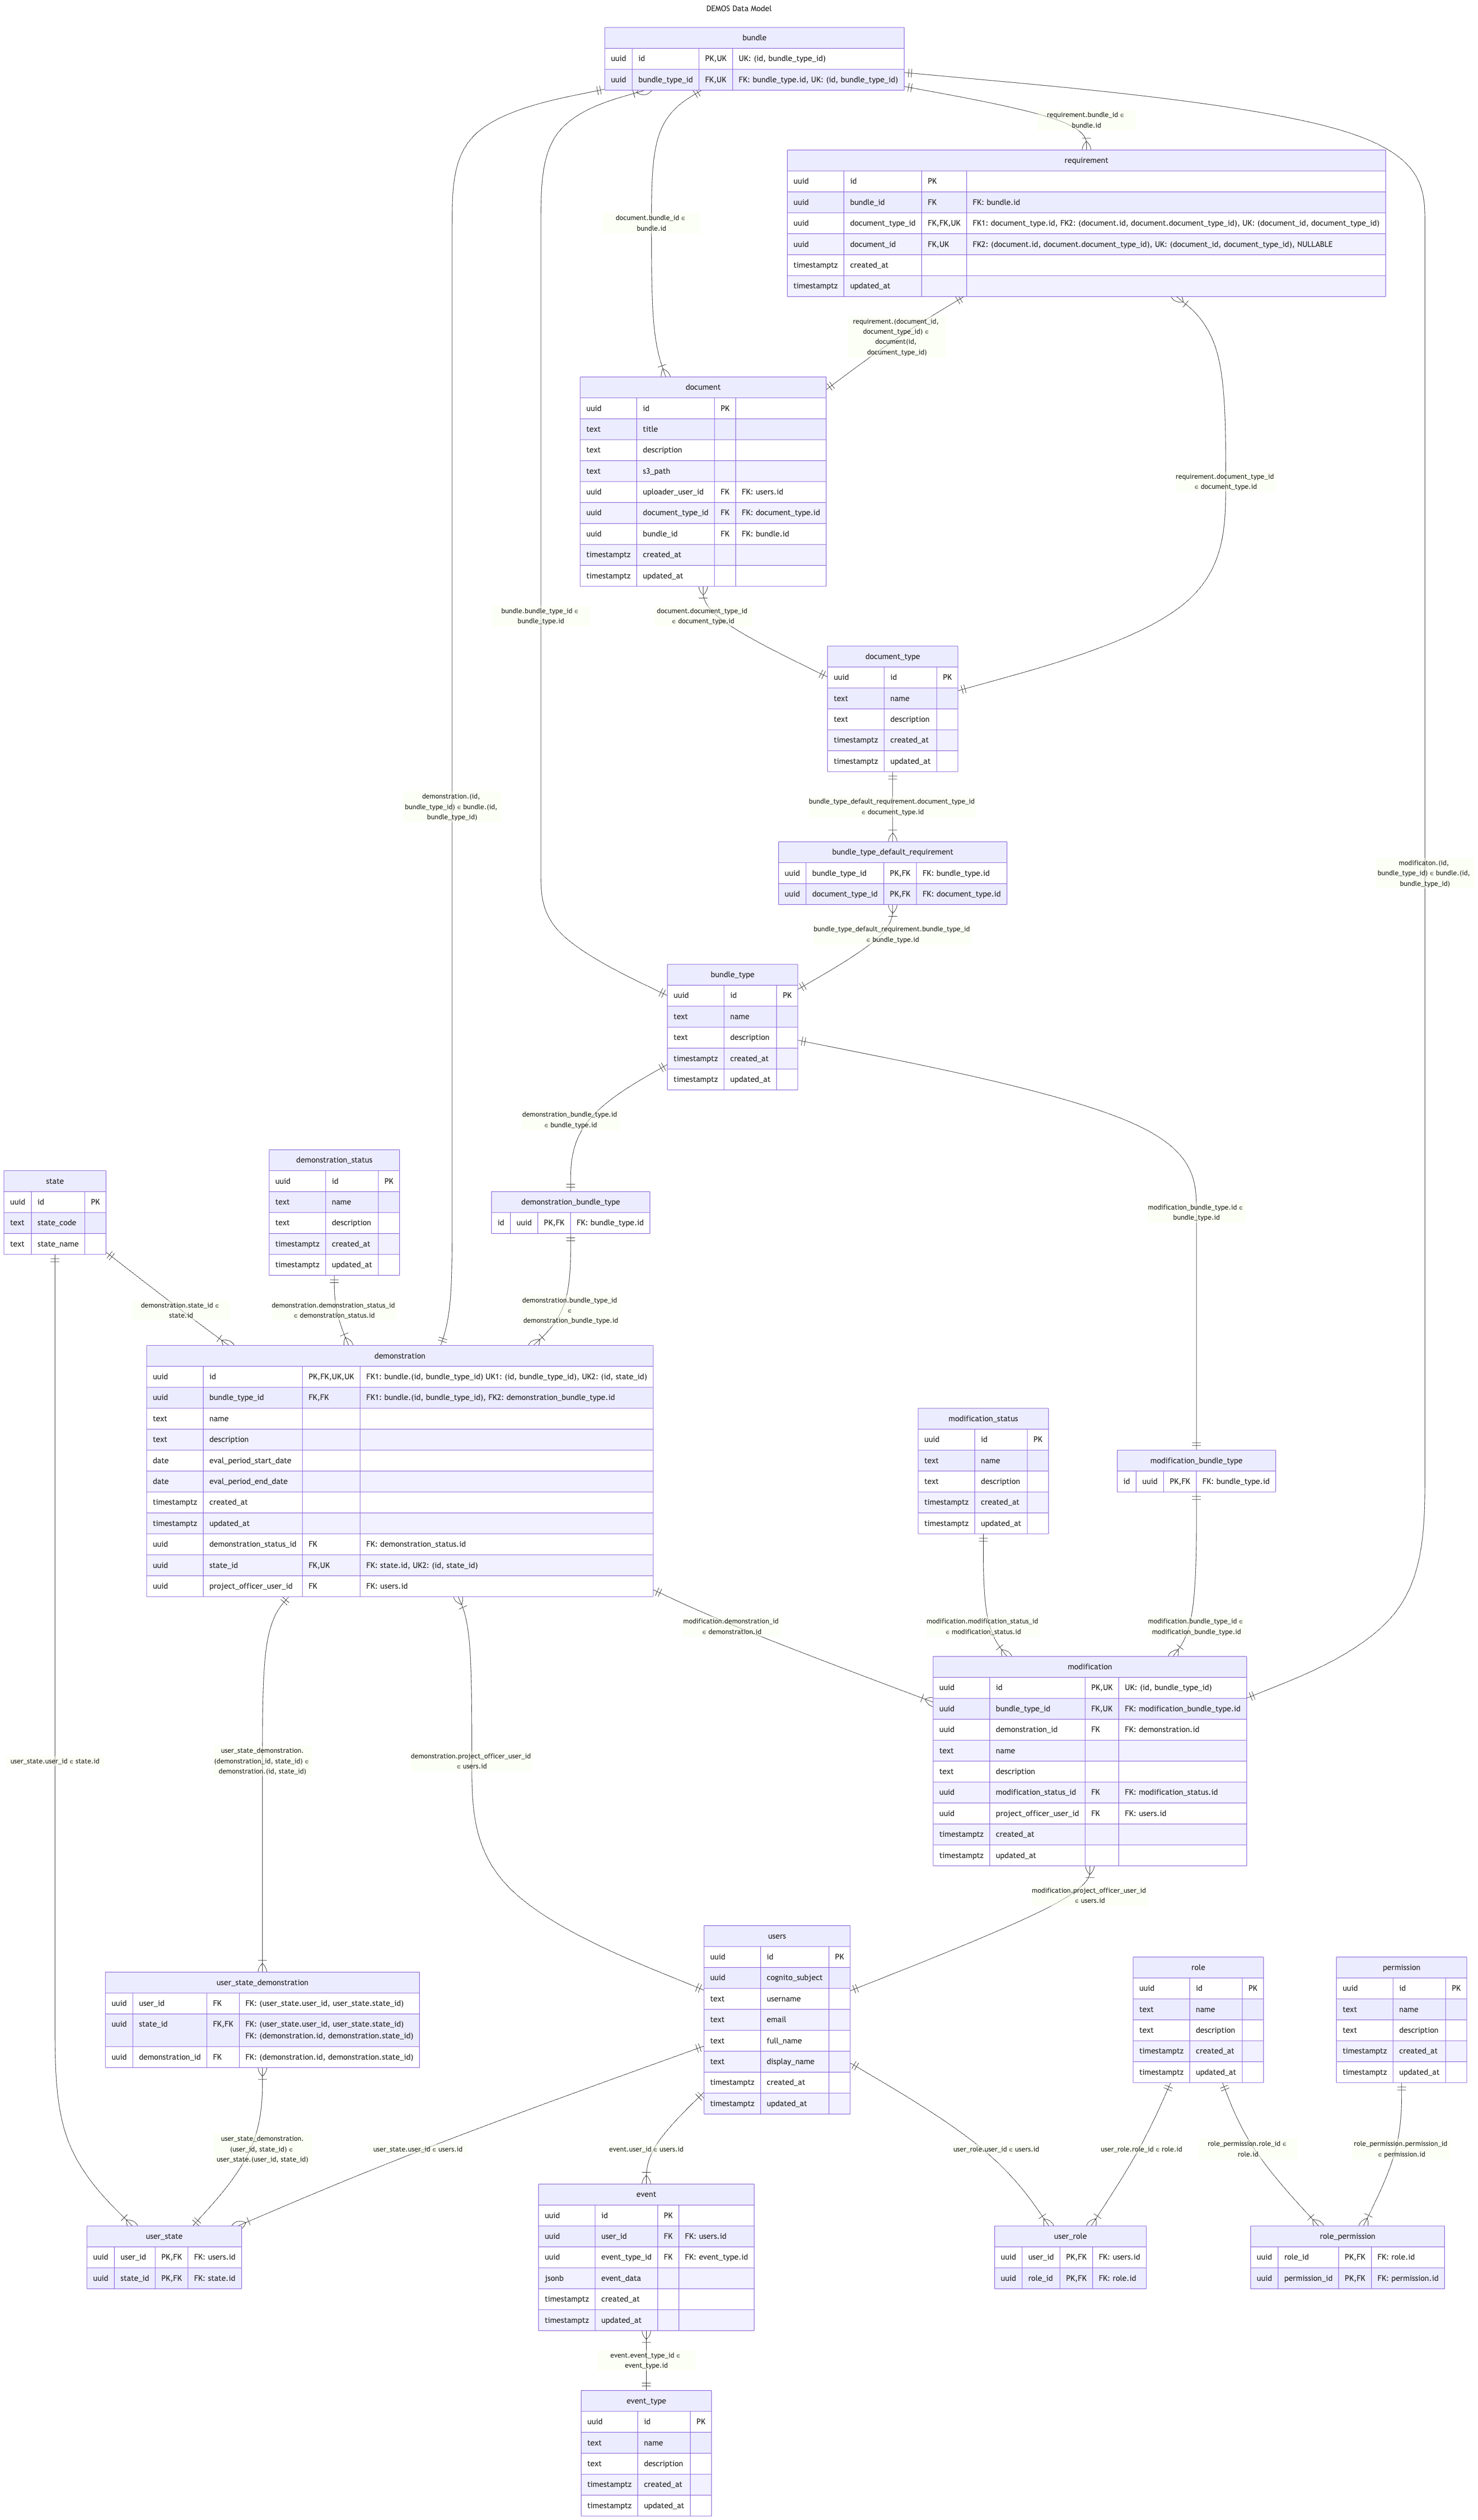 DEMOS Data Model
bundle
uuid id PK,UK UK: (id, bundle_type_id)
uuid bundle_type_id FK,UK FK: bundle_type.id, UK: (id, bundle_type_id)
requirement.bundle_id ∈
bundle.id
requirement
uuid id PK
uuid bundle_id FK FK: bundle.id
uuid document_type_id FK,FK,UK FK1: document_type.id, FK2: (document.id, document.document_type_id), UK: (document_id, document_type_id)
uuid document_id FK,UK FK2: (document.id, document.document_type_id), UK: (document_id, document_type_id), NULLABLE
timestamptz created_at
timestamptz updated_at
document.bundle_id ∈
bundle.id
requirement.(document_id,
document_type_id) ∈
document(id,
document_type_id)
document
uuid id PK
text title
text description
text s3_path
uuid uploader_user_id FK FK: users.id
uuid document_type_id FK FK: document_type.id
uuid bundle_id FK FK: bundle.id
timestamptz created_at
timestamptz updated_at
requirement.document_type_id
∈ document_type.id
bundle.bundle_type_id ∈
bundle_type.id
document.document_type_id
∈ document_type.id
document_type
uuid id PK
text name
text description
timestamptz created_at
timestamptz updated_at
demonstration.(id,
bundle_type_id) ∈ bundle.(id,
bundle_type_id)
bundle_type_default_requirement.document_type_id
∈ document_type.id
bundle_type_default_requirement
uuid bundle_type_id PK,FK FK: bundle_type.id
uuid document_type_id PK,FK FK: document_type.id
modificaton.(id,
bundle_type_id) ∈ bundle.(id,
bundle_type_id)
bundle_type_default_requirement.bundle_type_id
∈ bundle_type.id
bundle_type
uuid id PK
text name
text description
timestamptz created_at
timestamptz updated_at
demonstration_bundle_type.id
∈ bundle_type.id
state
uuid id PK
text state_code
text state_name
demonstration_status
uuid id PK
text name
text description
timestamptz created_at
timestamptz updated_at
demonstration_bundle_type
id uuid PK,FK FK: bundle_type.id
modification_bundle_type.id ∈
bundle_type.id
demonstration.state_id ∈
state.id
demonstration.demonstration_status_id
∈ demonstration_status.id
demonstration.bundle_type_id
∈
demonstration_bundle_type.id
demonstration
uuid id PK,FK,UK,UK FK1: bundle.(id, bundle_type_id) UK1: (id, bundle_type_id), UK2: (id, state_id)
uuid bundle_type_id FK,FK FK1: bundle.(id, bundle_type_id), FK2: demonstration_bundle_type.id
text name
text description
date eval_period_start_date
date eval_period_end_date
timestamptz created_at
timestamptz updated_at
uuid demonstration_status_id FK FK: demonstration_status.id
uuid state_id FK,UK FK: state.id, UK2: (id, state_id)
uuid project_officer_user_id FK FK: users.id
modification_status
uuid id PK
text name
text description
timestamptz created_at
timestamptz updated_at
modification_bundle_type
id uuid PK,FK FK: bundle_type.id
modification.demonstration_id
∈ demonstration.id
modification.modification_status_id
∈ modification_status.id
modification.bundle_type_id ∈
modification_bundle_type.id
modification
uuid id PK,UK UK: (id, bundle_type_id)
uuid bundle_type_id FK,UK FK: modification_bundle_type.id
uuid demonstration_id FK FK: demonstration.id
text name
text description
uuid modification_status_id FK FK: modification_status.id
uuid project_officer_user_id FK FK: users.id
timestamptz created_at
timestamptz updated_at
user_state.user_id ∈ state.id
user_state_demonstration.
(demonstration_id, state_id) ∈
demonstration.(id, state_id)
demonstration.project_officer_user_id
∈ users.id
modification.project_officer_user_id
∈ users.id
user_state_demonstration
uuid user_id FK FK: (user_state.user_id, user_state.state_id)
uuid state_id FK,FK FK: (user_state.user_id, user_state.state_id)
FK: (demonstration.id, demonstration.state_id)
uuid demonstration_id FK FK: (demonstration.id, demonstration.state_id)
users
uuid id PK
uuid cognito_subject
text username
text email
text full_name
text display_name
timestamptz created_at
timestamptz updated_at
role
uuid id PK
text name
text description
timestamptz created_at
timestamptz updated_at
permission
uuid id PK
text name
text description
timestamptz created_at
timestamptz updated_at
user_state_demonstration.
(user_id, state_id) ∈
user_state.(user_id, state_id)
user_state.user_id ∈ users.id
event.user_id ∈ users.id
user_role.user_id ∈ users.id
user_role.role_id ∈ role.id
role_permission.role_id ∈
role.id
role_permission.permission_id
∈ permission.id
user_state
uuid user_id PK,FK FK: users.id
uuid state_id PK,FK FK: state.id
event
uuid id PK
uuid user_id FK FK: users.id
uuid event_type_id FK FK: event_type.id
jsonb event_data
timestamptz created_at
timestamptz updated_at
user_role
uuid user_id PK,FK FK: users.id
uuid role_id PK,FK FK: role.id
role_permission
uuid role_id PK,FK FK: role.id
uuid permission_id PK,FK FK: permission.id
event.event_type_id ∈
event_type.id
event_type
uuid id PK
text name
text description
timestamptz created_at
timestamptz updated_at